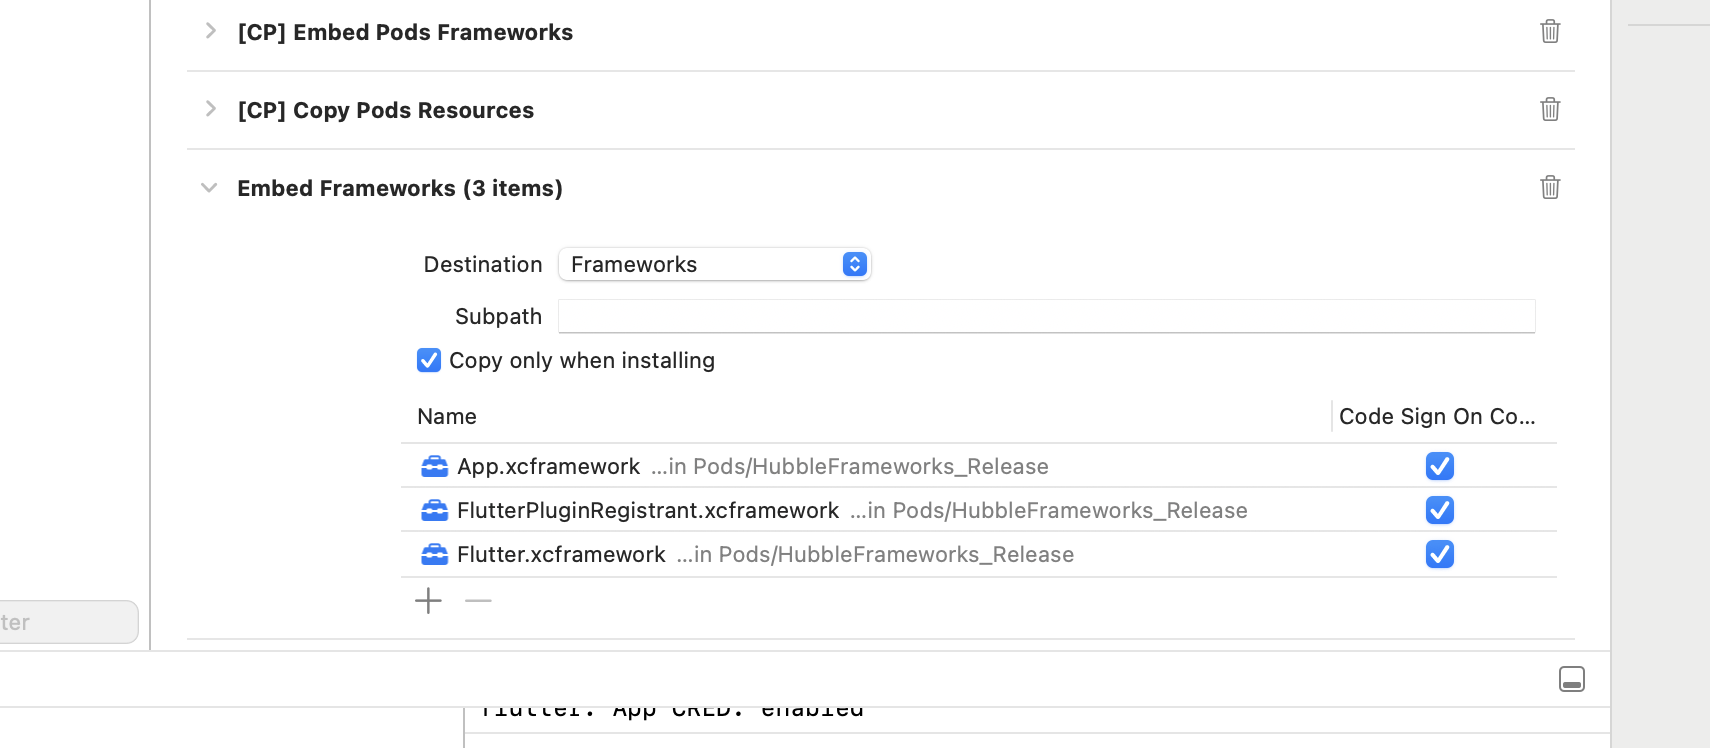 [CP] Embed Pods Frameworks
[CP] Copy Pods Resources
Embed Frameworks (3 items)
Destination Frameworks
Subpath
Copy only when installing
Name Code Sign On Co...
App.xcframework ...in Pods/HubbleFrameworks_Release
FlutterPluginRegistrant.xcframework ...in Pods/HubbleFrameworks_Release
Flutter.xcframework ...in Pods/HubbleFrameworks_Release
ter
flutter: App CRED: enabled